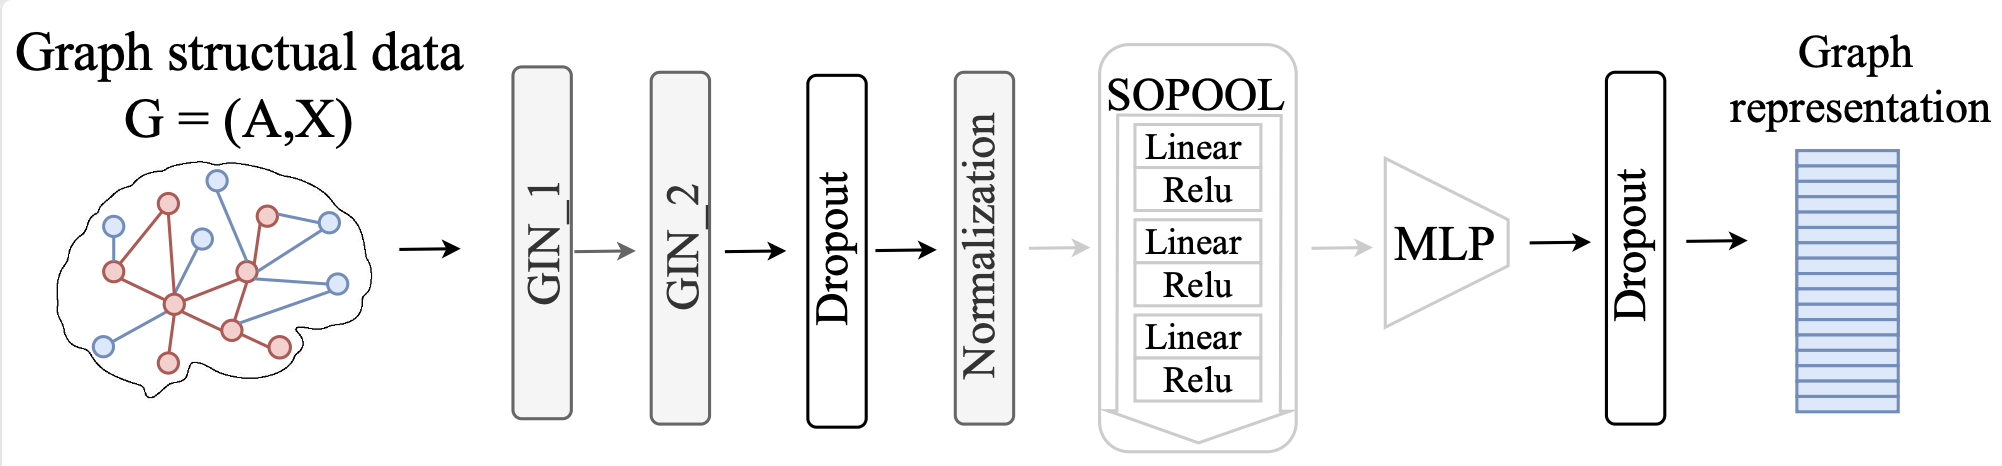 Graph structual data
G = (A,X)
GIN_1
GIN_2
Dropout
Normalization
SOPOOL
Linear
Relu
Linear
Relu
Linear
Relu
MLP
Dropout
Graph
representation